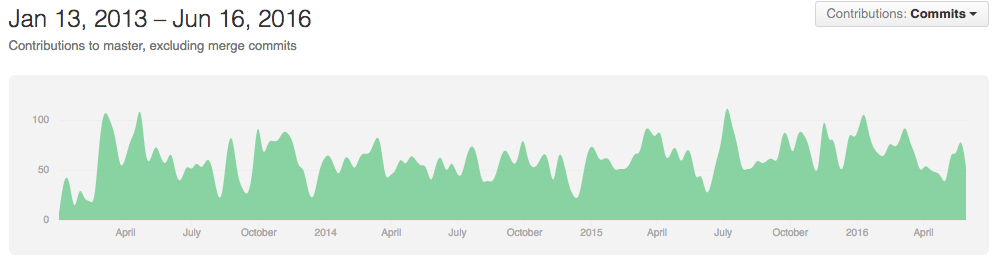 Jan 13, 2013 – Jun 16, 2016
Contributions: Commits
Contributions to master, excluding merge commits
100
50
0
April July October 2014 April July October 2015 April July October 2016 April